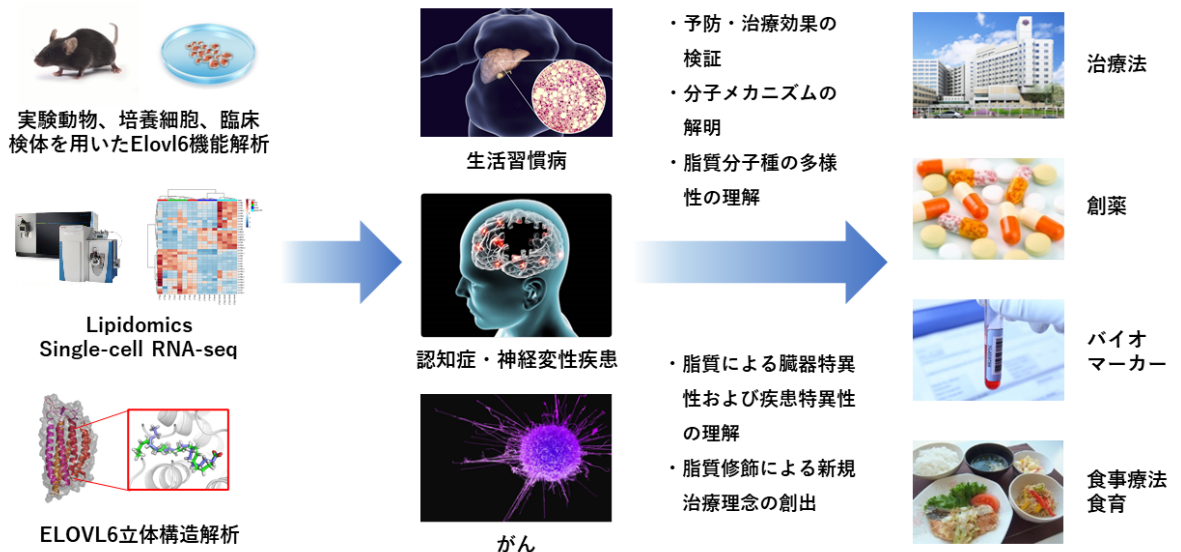 実験動物、培養細胞、臨床
検体を用いたElovl6機能解析
Lipidomics
Single-cell RNA-seq
ELOVL6立体構造解析
生活習慣病
認知症・神経変性疾患
がん
・予防・治療効果の
検証
・分子メカニズムの
解明
・脂質分子種の多様
性の理解
・脂質による臓器特異
性および疾患特異性
の理解
・脂質修飾による新規
治療理念の創出
治療法
創薬
バイオ
マーカー
食事療法
食育